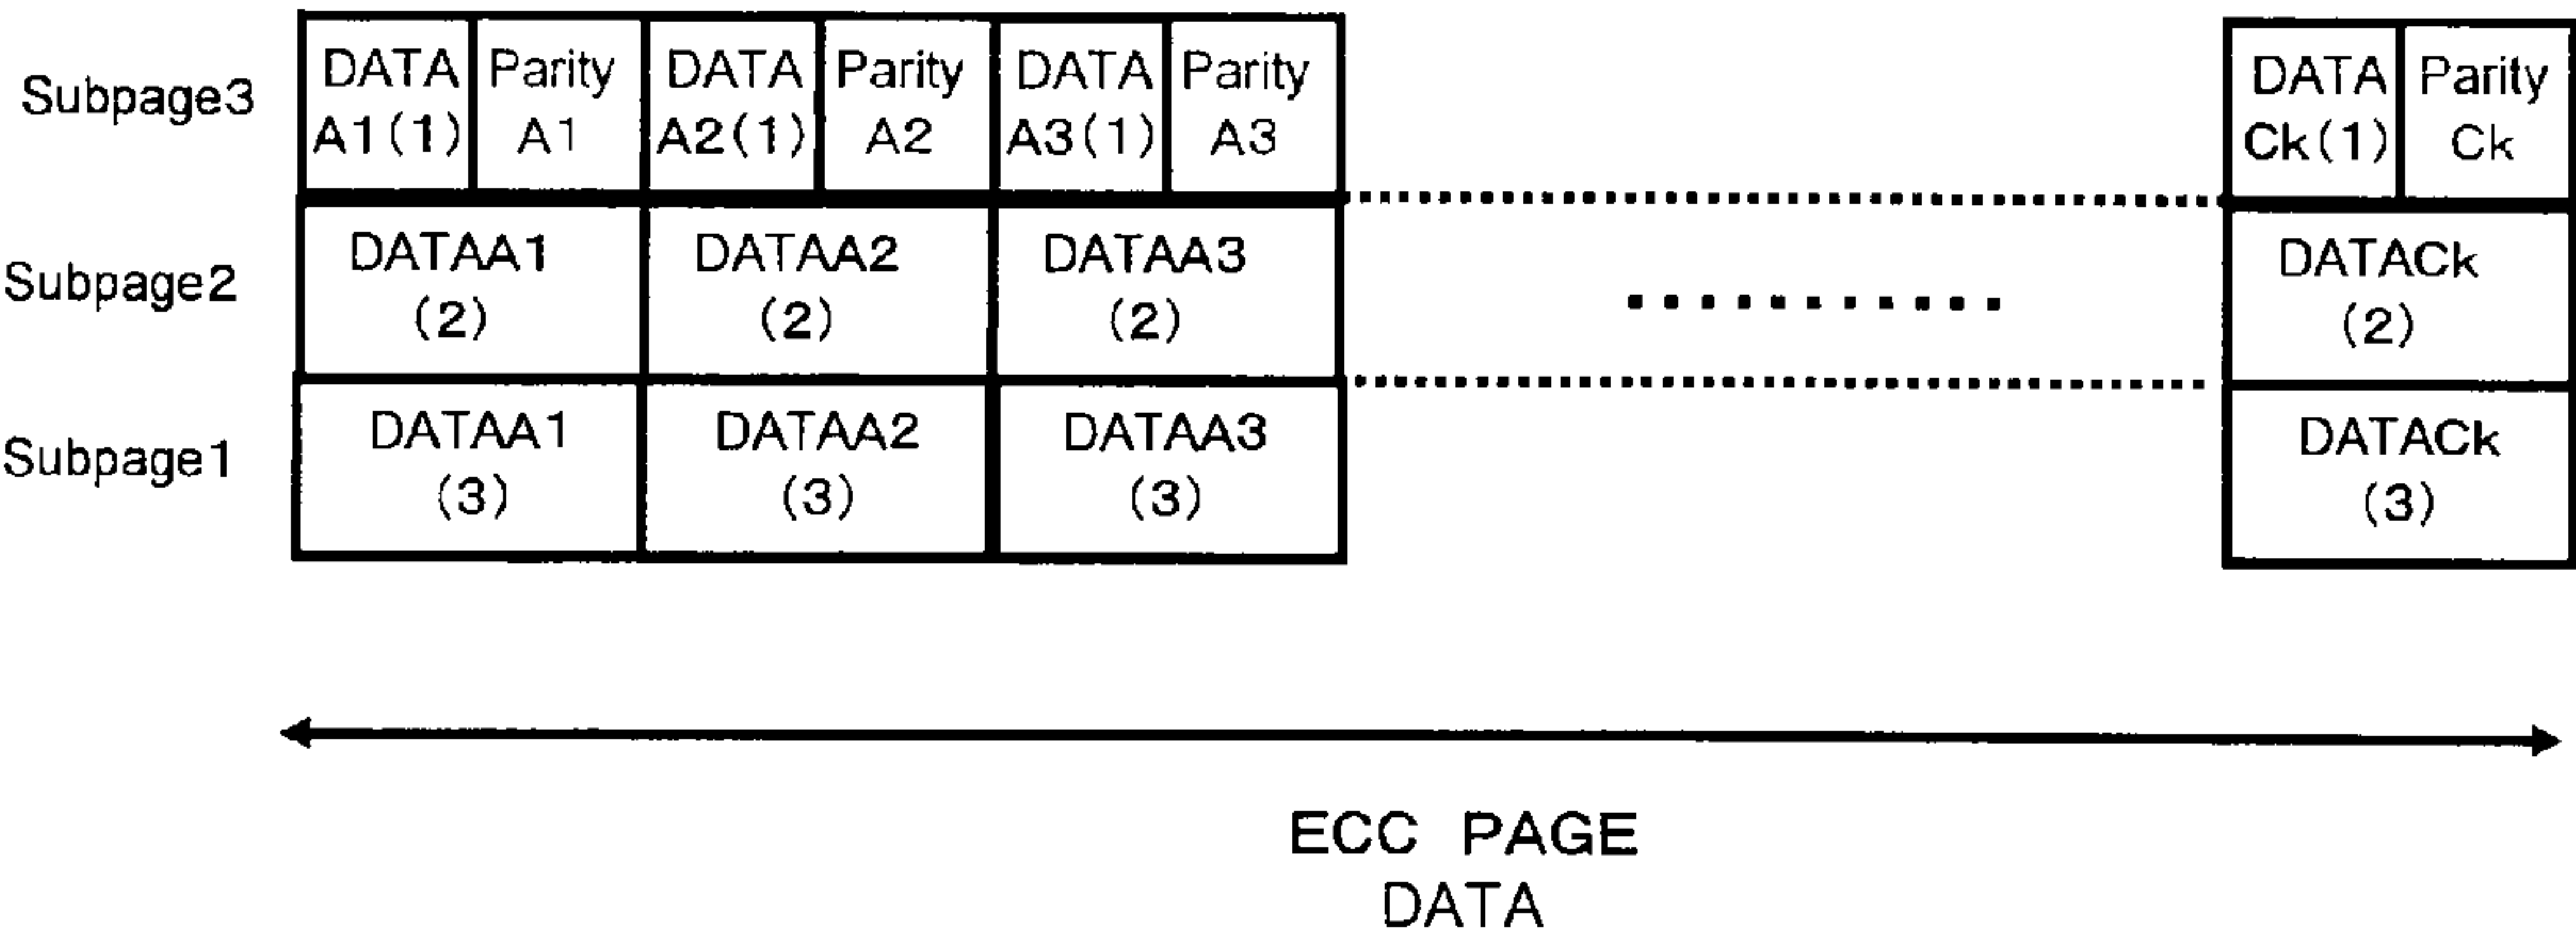 Subpage3
DATA A1(1)
Parity A1
DATA A2(1)
Parity A2
DATA A3(1)
Parity A3
DATA Ck(1)
Parity Ck
Subpage2
DATAA1 (2)
DATAA2 (2)
DATAA3 (2)
DATACk (2)
Subpage1
DATAA1 (3)
DATAA2 (3)
DATAA3 (3)
DATACk (3)
ECC PAGE
DATA